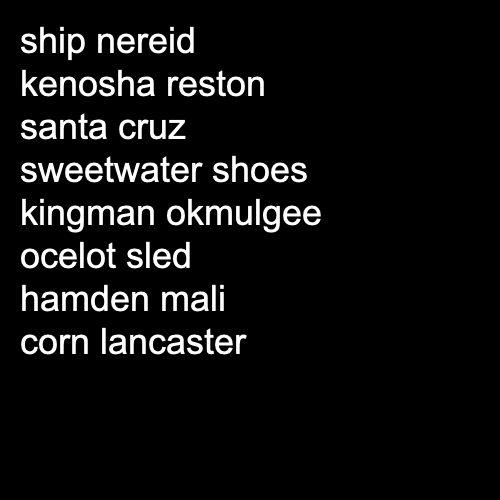 ship nereid
kenosha reston
santa cruz
sweetwater shoes
kingman okmulgee
ocelot sled
hamden mali
corn lancaster